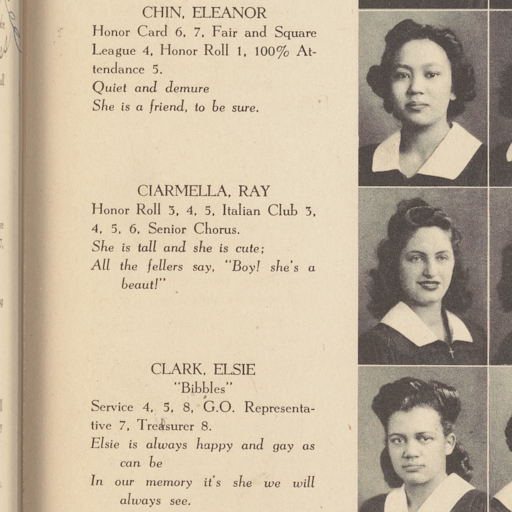 CHIN, ELEANOR
Honor Card 6, 7, Fair and Square
League 4, Honor Roll 1, 100% At-
tendance 5.
Quiet and demure
She is a friend, to be sure.
CIARMELLA, RAY
Honor Roll 3, 4, 5, Italian Club 3,
4, 5, 6, Senior Chorus.
She is tall and she is cute;
All the fellers say, "Boy! she's a
beaut!"
CLARK, ELSIE
"Bibbles"
Service 4, 5, 8, G.O. Representa-
tive 7, Treasurer 8.
Elsie is always happy and gay as
can be
In our memory it's she we will
always see.